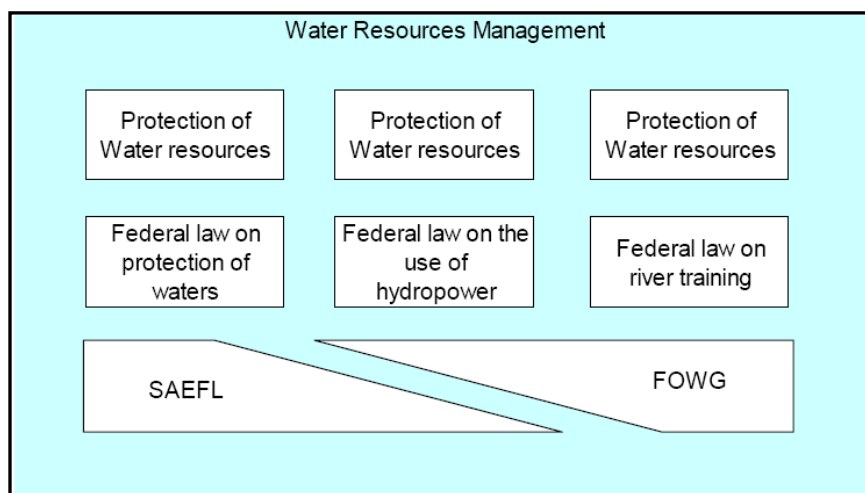 Water Resources Management
Protection of
Water resources
Protection of
Water resources
Protection of
Water resources
Federal law on
protection of
waters
Federal law on the
use of
hydropower
Federal law on
river training
SAEFL
FOWG